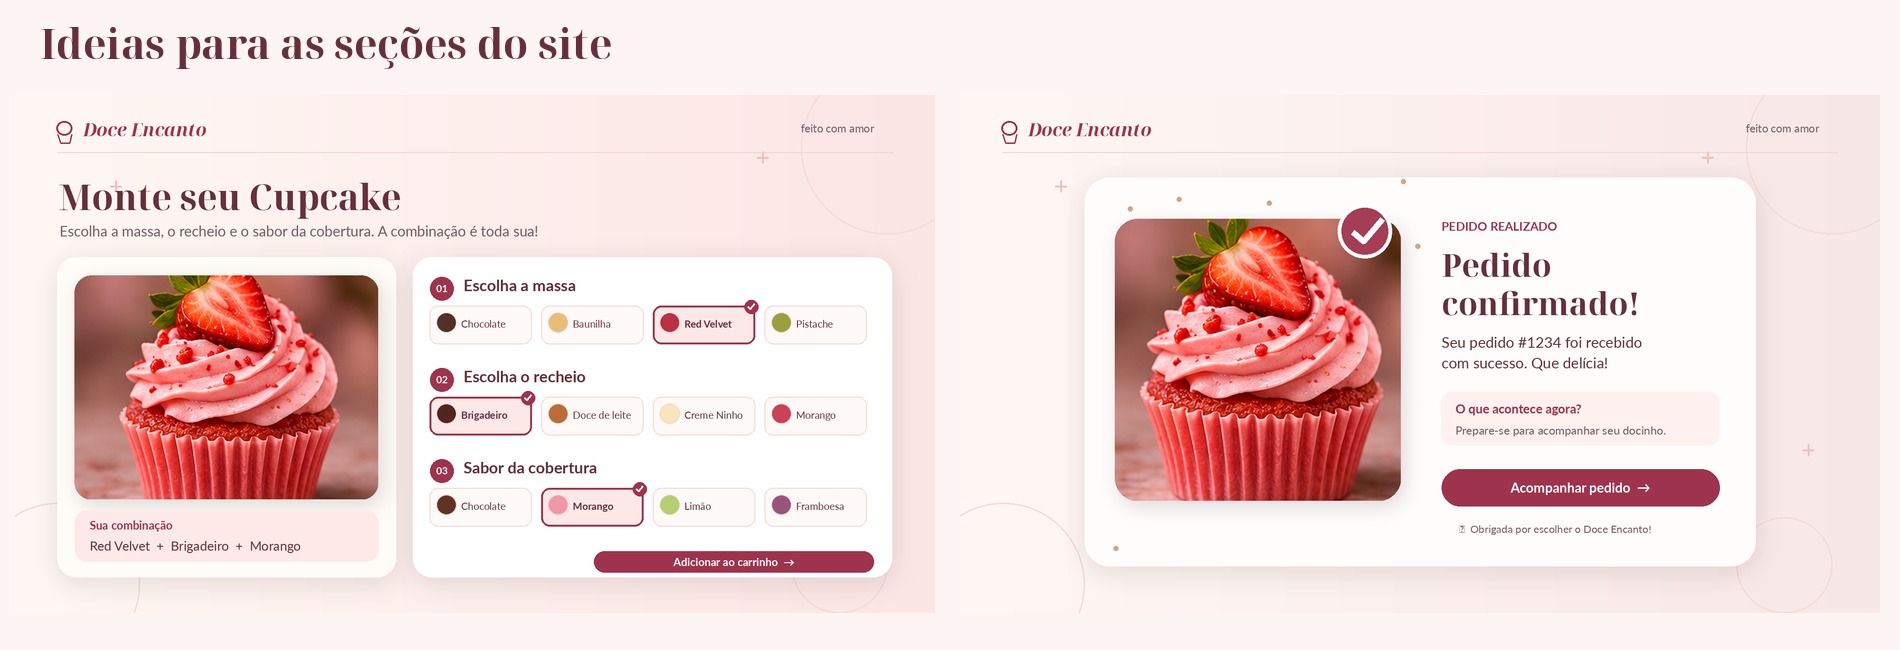 Ideias para as seções do site
Doce Encanto
feito com amor
Monte seu Cupcake
Escolha a massa, o recheio e o sabor da cobertura. A combinação é toda sua!
Sua combinação
Red Velvet + Brigadeiro + Morango
01 Escolha a massa
Chocolate Baunilha Red Velvet Pistache
02 Escolha o recheio
Brigadeiro Doce de leite Creme Ninho Morango
03 Sabor da cobertura
Chocolate Morango Limão Framboesa
Adicionar ao carrinho →
Doce Encanto
feito com amor
PEDIDO REALIZADO
Pedido
confirmado!
Seu pedido #1234 foi recebido
com sucesso. Que delícia!
O que acontece agora?
Prepare-se para acompanhar seu docinho.
Acompanhar pedido →
Obrigada por escolher o Doce Encanto!